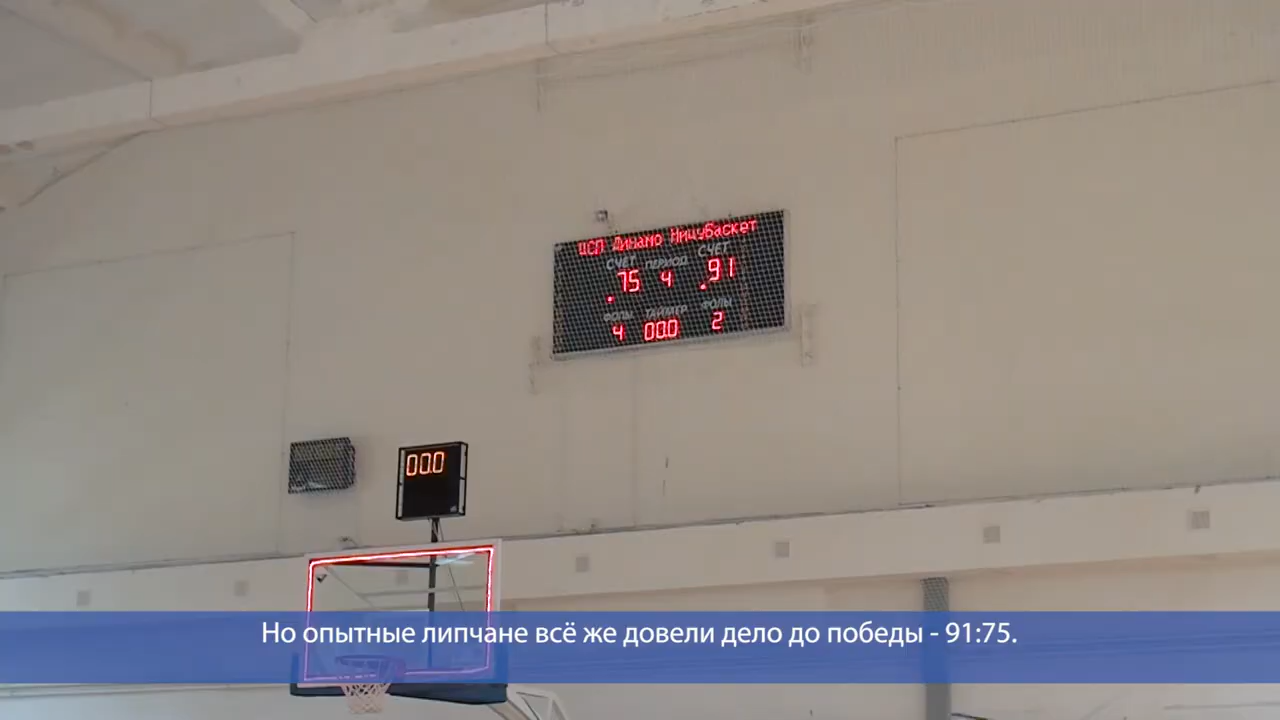 ЦСП Динамо Ничубаскет
СЧЕТ ПЕРИОД СЧЕТ
75 4 91
ФОЛЫ ТАЙМЕР ФОЛЫ
4 00.0 2
00.0
Но опытные липчане всё же довели дело до победы - 91:75.